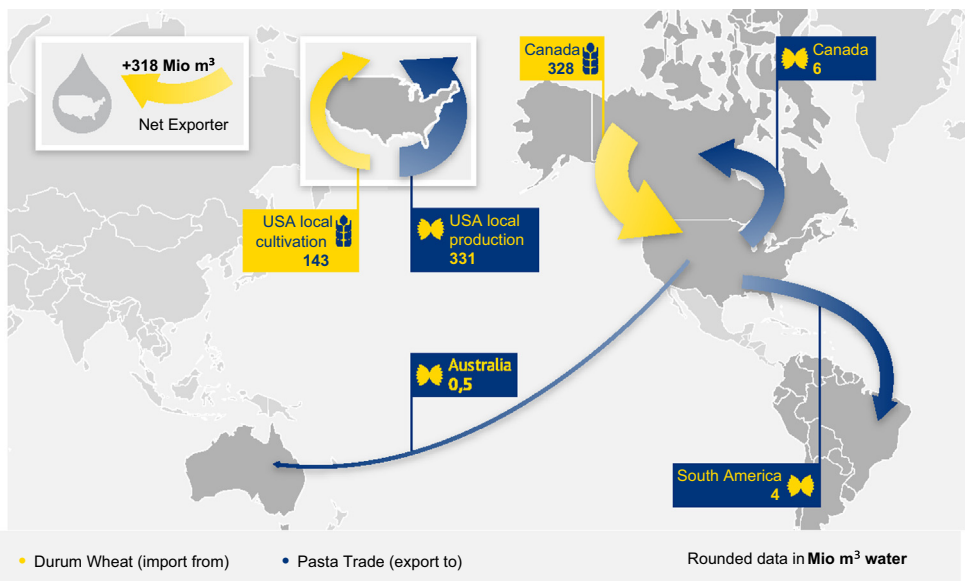 +318 Mio m³
Net Exporter
USA local
cultivation
143
USA local
production
331
Canada
328
Canada
6
Australia
0,5
South America
4
• Durum Wheat (import from)
• Pasta Trade (export to)
Rounded data in Mio m³ water